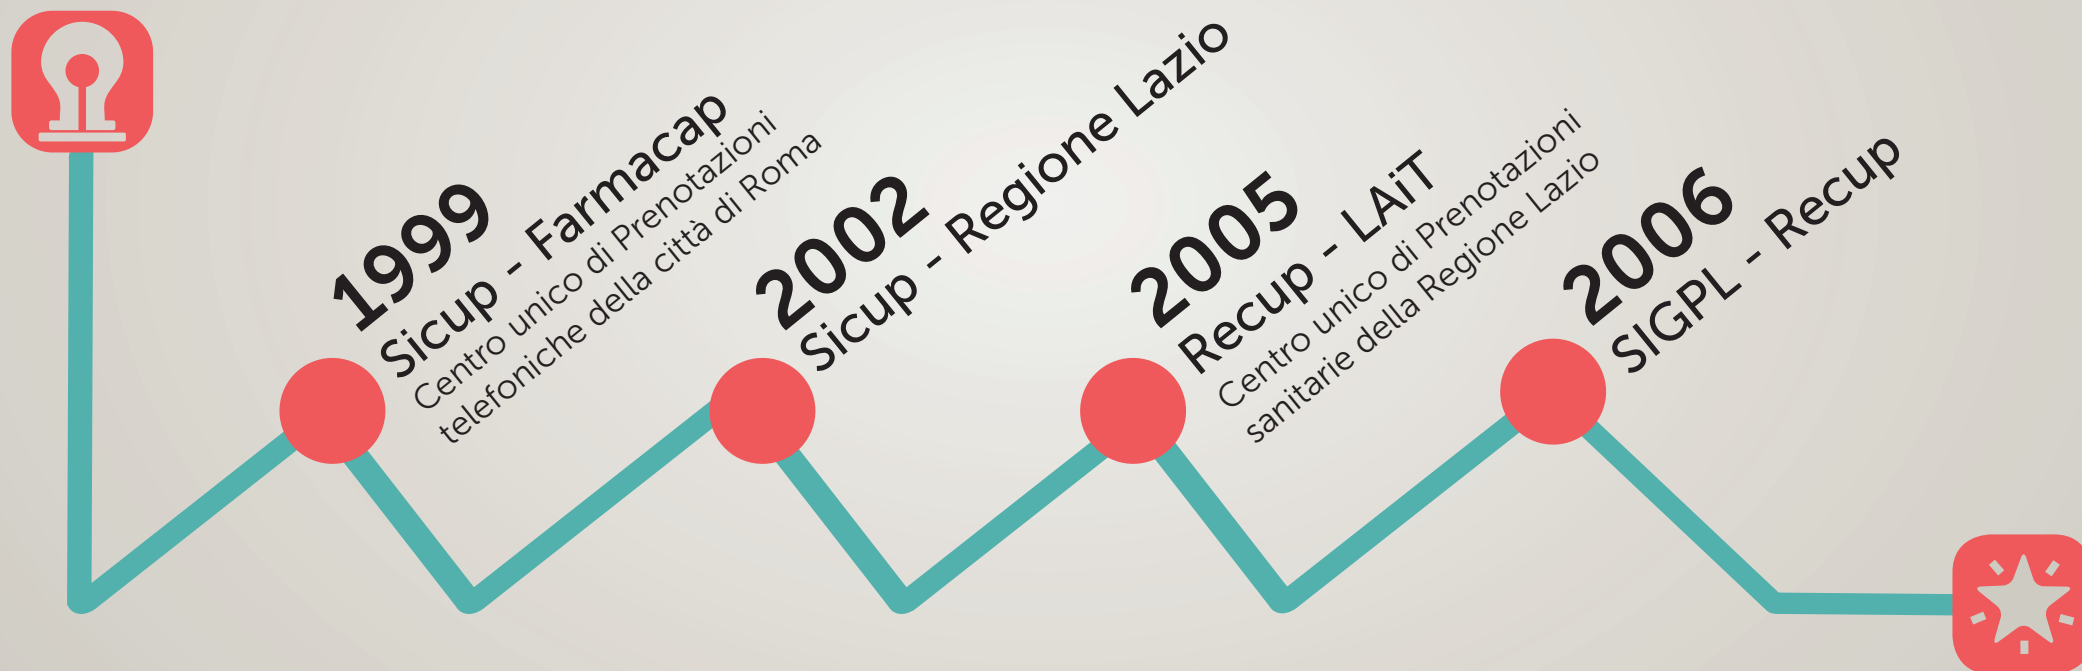 1999
Sicup - Farmacap
Centro unico di Prenotazioni
telefoniche della città di Roma
2002
Sicup - Regione Lazio
2005
Recup - LAiT
Centro unico di Prenotazioni
sanitarie della Regione Lazio
2006
SIGPL - Recup